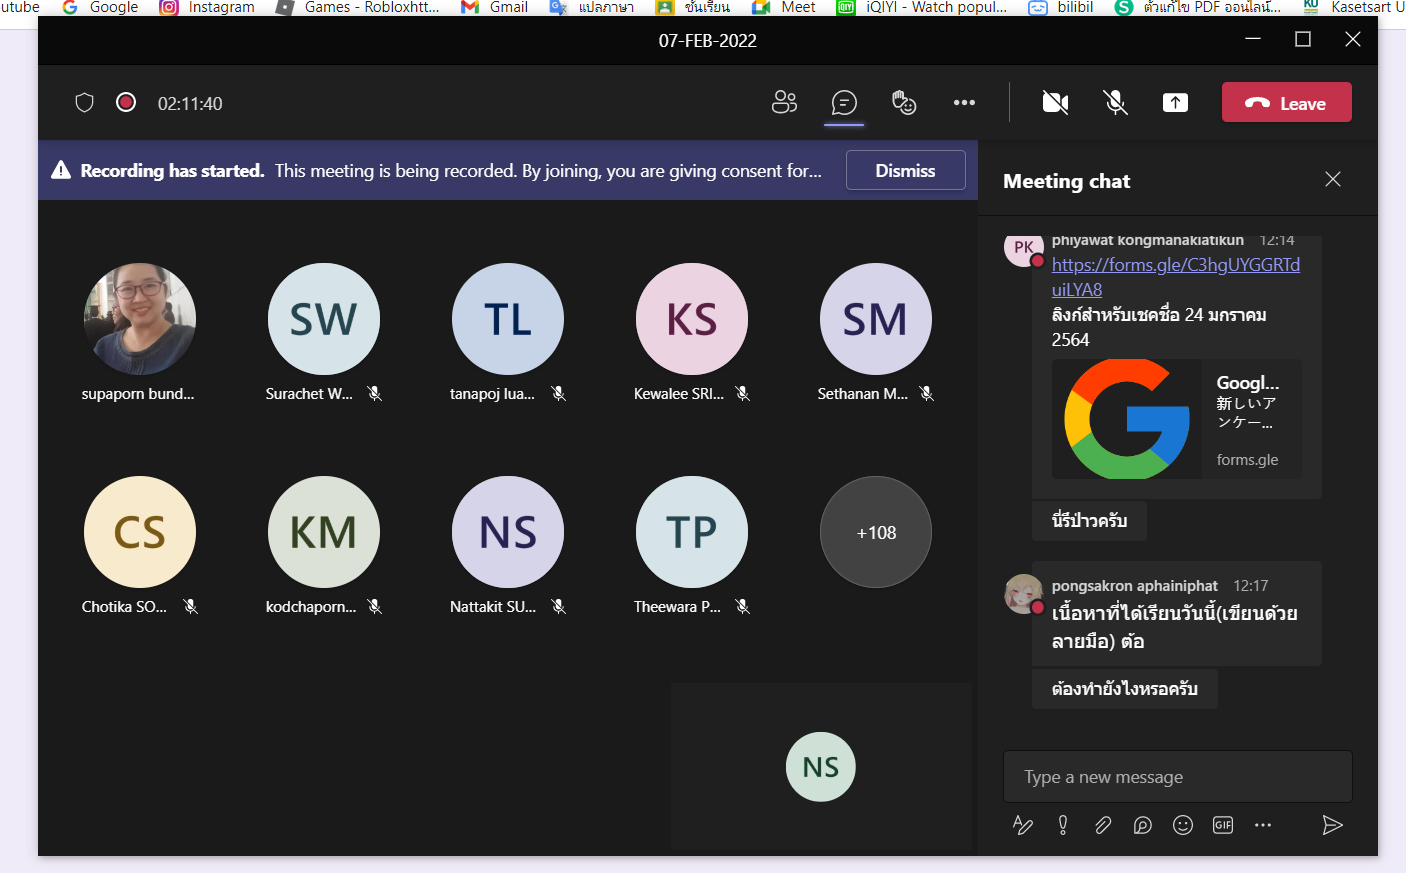 utube Google Instagram Games - Robloxhtt... Gmail แปลภาษา ชั้นเรียน Meet iQIYI - Watch popul... bilibil ตัวแก้ไข PDF ออนไลน์... Kasetsart U
07-FEB-2022
02:11:40
Leave
Recording has started. This meeting is being recorded. By joining, you are giving consent for...
Dismiss
SW
TL
KS
SM
supaporn bund...
Surachet W...
tanapoj lua...
Kewalee SRI...
Sethanan M...
CS
KM
NS
TP
+108
Chotika SO...
kodchaporn...
Nattakit SU...
Theewara P...
NS
Meeting chat
PK
phiyawat kongmanakiatikun 12:14
https://forms.gle/C3hgUYGGRTd
uiLYA8
ลิงก์สำหรับเชคชื่อ 24 มกราคม
2564
Googl...
新しいア
ンケー...
forms.gle
นี่รึป่าวครับ
pongsakron aphainiphat 12:17
เนื้อหาที่ได้เรียนวันนี้(เขียนด้วย
ลายมือ) ต้อ
ต้องทำยังไงหรอครับ
Type a new message
GIF